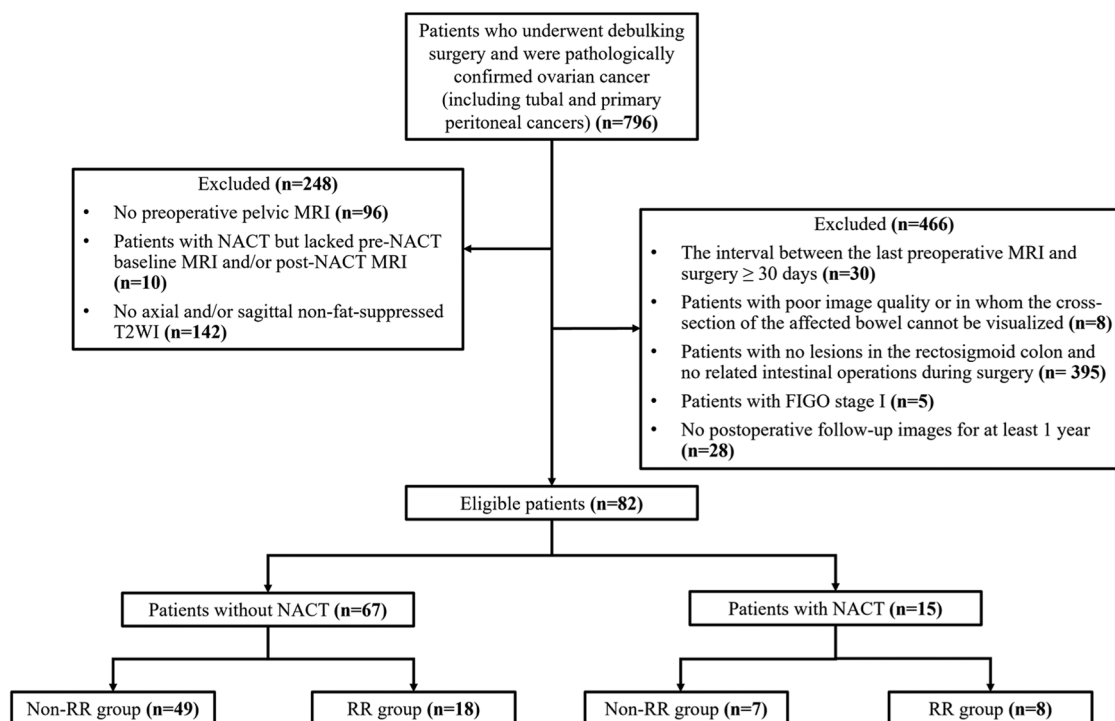 Patients who underwent debulking
surgery and were pathologically
confirmed ovarian cancer
(including tubal and primary
peritoneal cancers) (n=796)
Excluded (n=248)
• No preoperative pelvic MRI (n=96)
• Patients with NACT but lacked pre-NACT
baseline MRI and/or post-NACT MRI
(n=10)
• No axial and/or sagittal non-fat-suppressed
T2WI (n=142)
Excluded (n=466)
• The interval between the last preoperative MRI and
surgery ≥ 30 days (n=30)
• Patients with poor image quality or in whom the cross-
section of the affected bowel cannot be visualized (n=8)
• Patients with no lesions in the rectosigmoid colon and
no related intestinal operations during surgery (n= 395)
• Patients with FIGO stage I (n=5)
• No postoperative follow-up images for at least 1 year
(n=28)
Eligible patients (n=82)
Patients without NACT (n=67)
Patients with NACT (n=15)
Non-RR group (n=49)
RR group (n=18)
Non-RR group (n=7)
RR group (n=8)